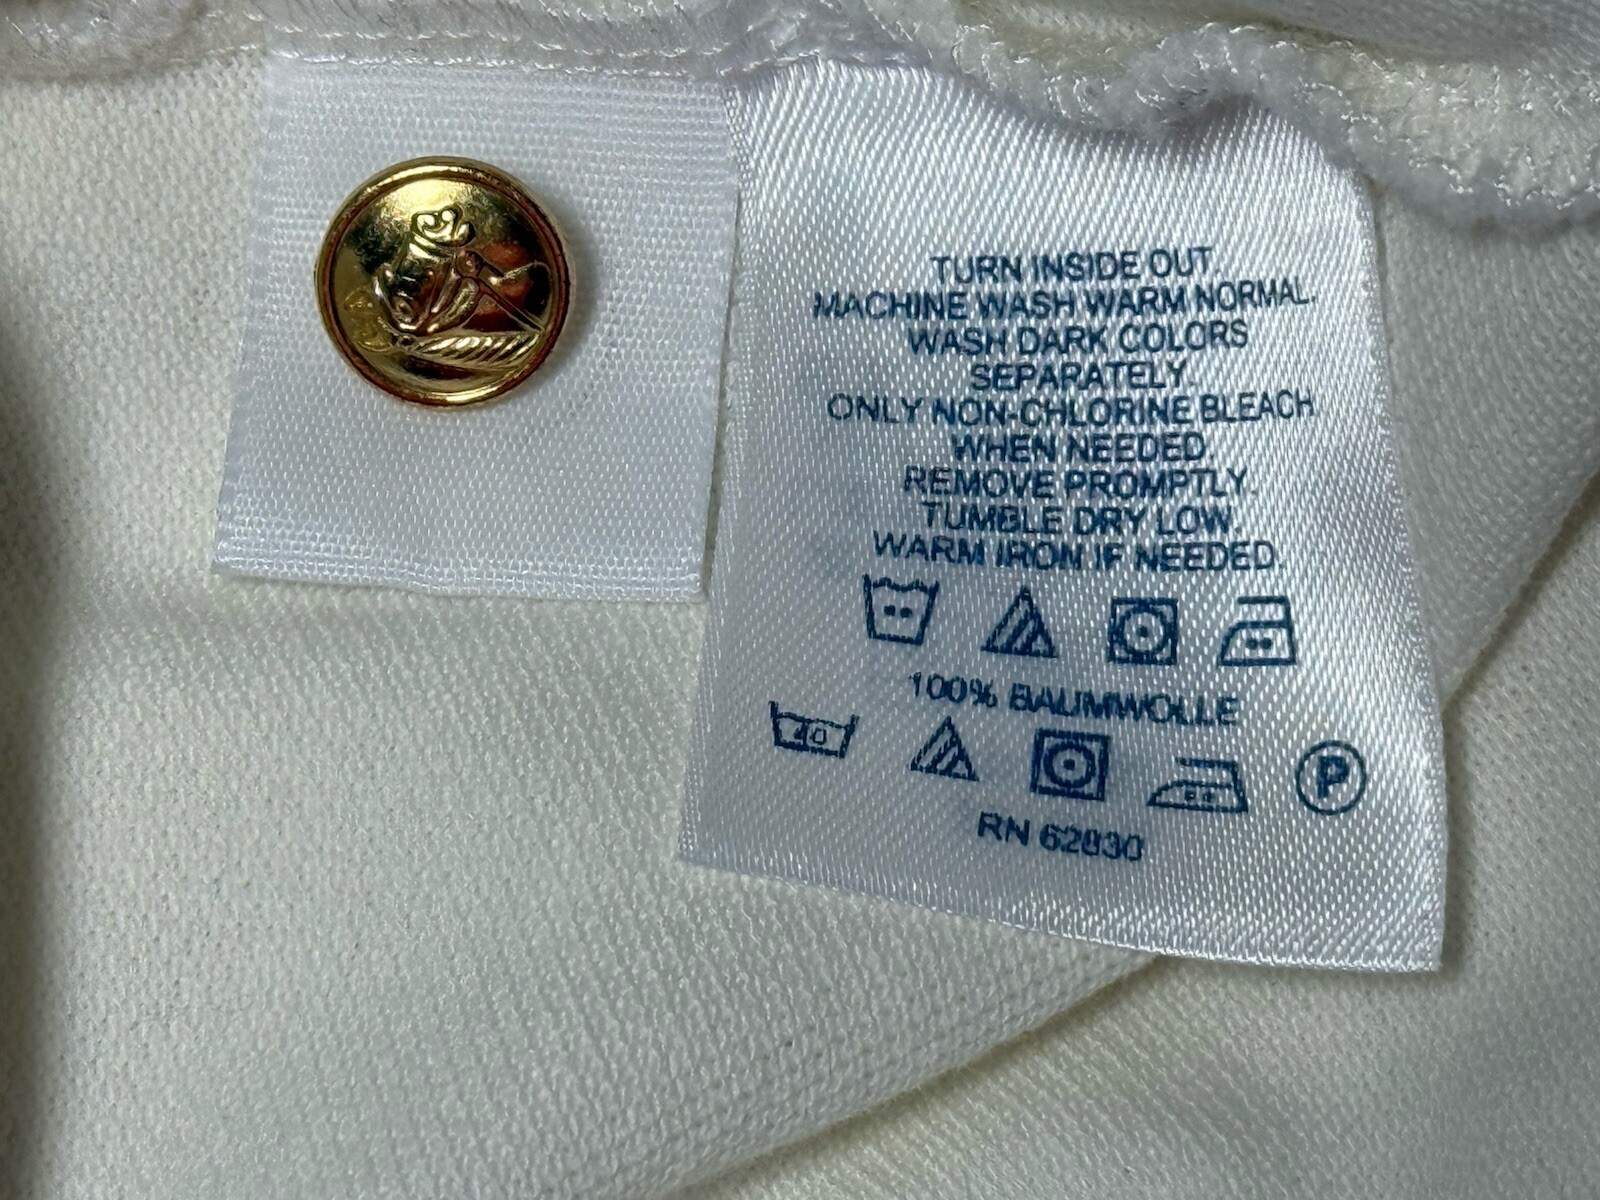 TURN INSIDE OUT
MACHINE WASH WARM NORMAL.
WASH DARK COLORS
SEPARATELY.
ONLY NON-CHLORINE BLEACH
WHEN NEEDED
REMOVE PROMPTLY.
TUMBLE DRY LOW.
WARM IRON IF NEEDED.
100% BAUMWOLLE
40 P
RN 62830